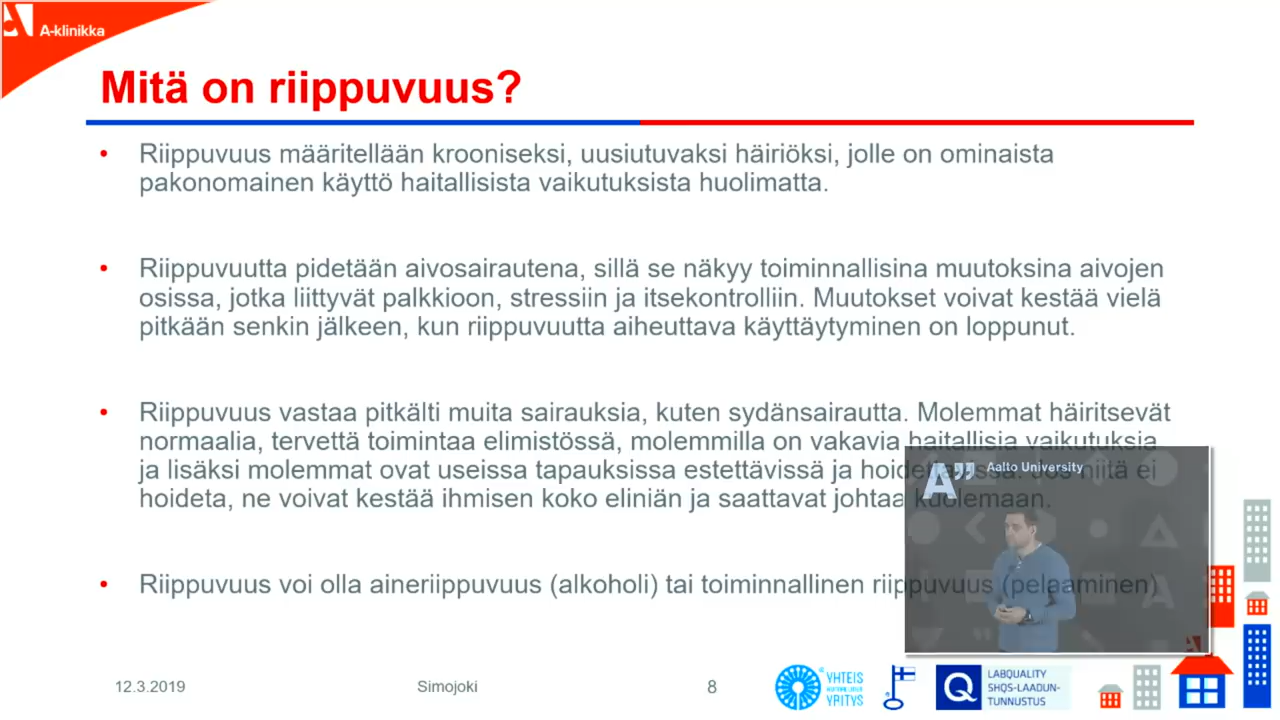 A-klinikka
Mitä on riippuvuus?
• Riippuvuus määritellään krooniseksi, uusiutuvaksi häiriöksi, jolle on ominaista
pakonomainen käyttö haitallisista vaikutuksista huolimatta.
• Riippuvuutta pidetään aivosairautena, sillä se näkyy toiminnallisina muutoksina aivojen
osissa, jotka liittyvät palkkioon, stressiin ja itsekontrolliin. Muutokset voivat kestää vielä
pitkään senkin jälkeen, kun riippuvuutta aiheuttava käyttäytyminen on loppunut.
• Riippuvuus vastaa pitkälti muita sairauksia, kuten sydänsairautta. Molemmat häiritsevät
normaalia, tervettä toimintaa elimistössä, molemmilla on vakavia haitallisia vaikutuksia
ja lisäksi molemmat ovat useissa tapauksissa estettävissä ja niitä ei
hoideta, ne voivat kestää ihmisen koko eliniän ja saattavat johtaa kuolemaan.
• Riippuvuus voi olla aineriippuvuus (alkoholi) tai toiminnallinen riippuvuus (pelaaminen)
A” Aalto University
12.3.2019 Simojoki 8
YHTEIS
YRITYS
Q LABQUALITY
SHQS-LAADUN-
TUNNUSTUS